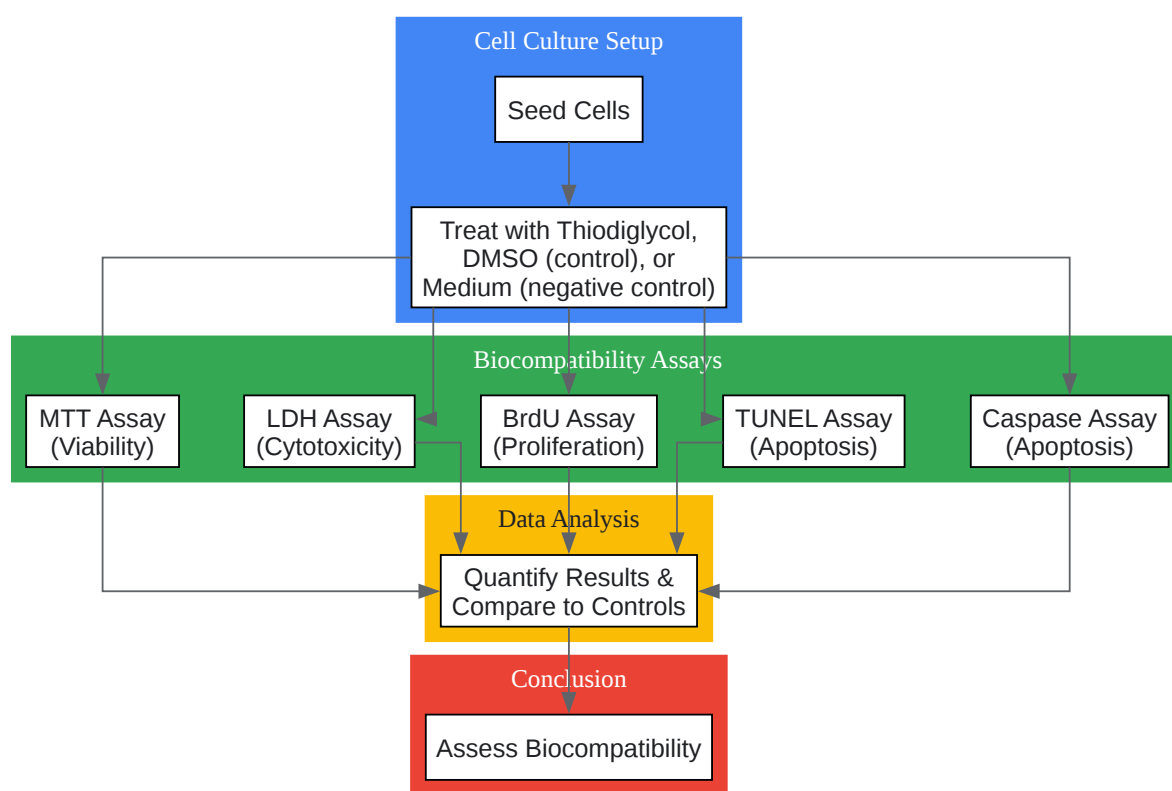 Cell Culture Setup
Seed Cells
Treat with Thiodiglycol,
DMSO (control), or
Medium (negative control)
Biocompatibility Assays
MTT Assay
(Viability)
LDH Assay
(Cytotoxicity)
BrdU Assay
(Proliferation)
TUNEL Assay
(Apoptosis)
Caspase Assay
(Apoptosis)
Data Analysis
Quantify Results &
Compare to Controls
Conclusion
Assess Biocompatibility